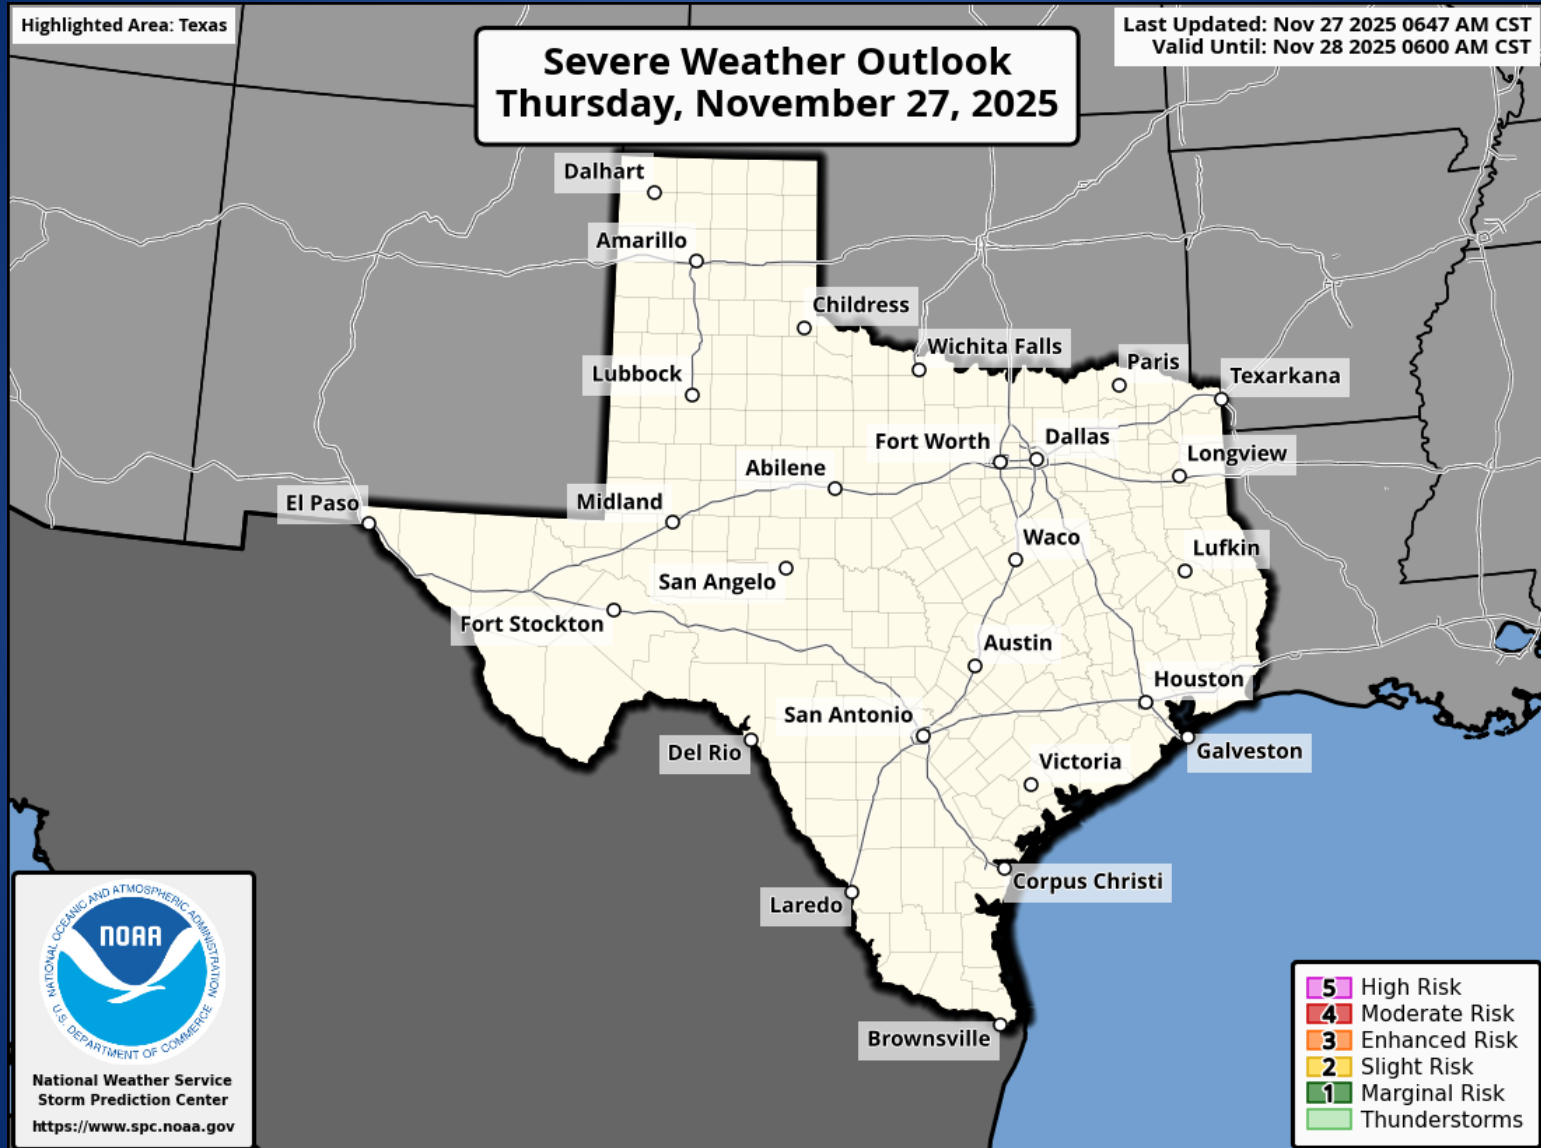 Highlighted Area: Texas
Severe Weather Outlook
Thursday, November 27, 2025
Last Updated: Nov 27 2025 0647 AM CST
Valid Until: Nov 28 2025 0600 AM CST
Dalhart
Amarillo
Childress
Wichita Falls
Paris
Texarkana
Lubbock
Fort Worth
Dallas
Longview
Abilene
El Paso
Midland
Waco
Lufkin
San Angelo
Fort Stockton
Austin
Houston
San Antonio
Del Rio
Galveston
Victoria
Corpus Christi
Laredo
Brownsville
NATIONAL OCEANIC AND ATMOSPHERIC ADMINISTRATION
NOAA
U.S. DEPARTMENT OF COMMERCE
National Weather Service
Storm Prediction Center
https://www.spc.noaa.gov
5 High Risk
4 Moderate Risk
3 Enhanced Risk
2 Slight Risk
1 Marginal Risk
Thunderstorms